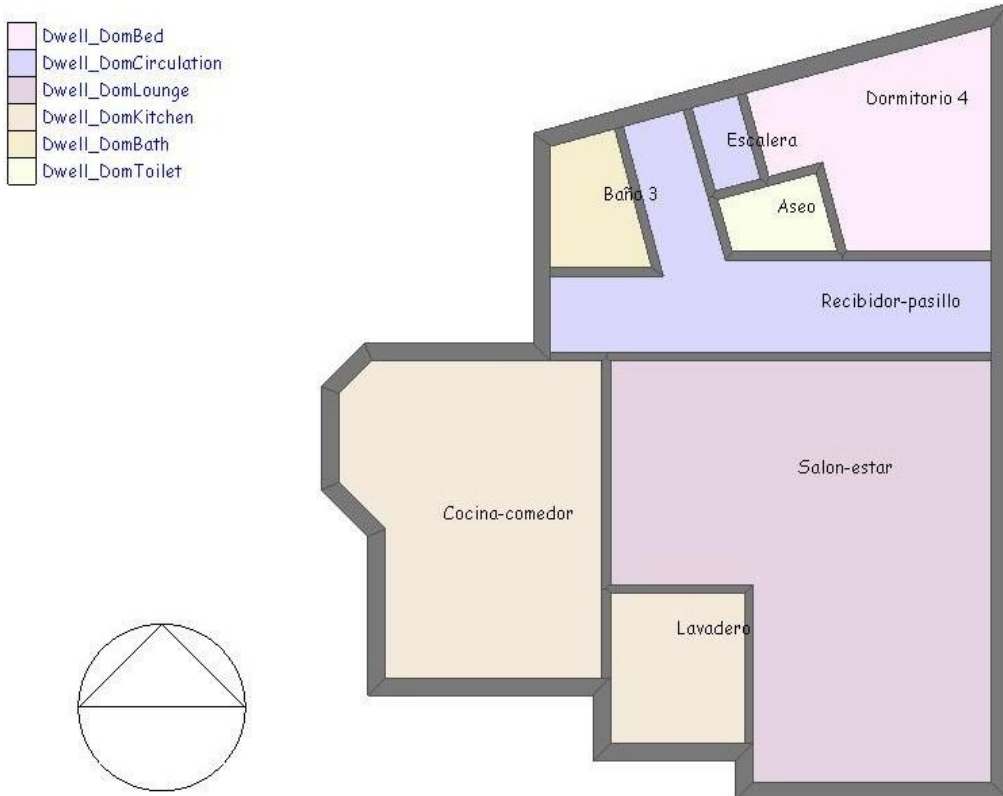 Dwell_DomBed
Dwell_DomCirculation
Dwell_DomLounge
Dwell_DomKitchen
Dwell_DomBath
Dwell_DomToilet
Dormitorio 4
Escalera
Baño 3
Aseo
Recibidor-pasillo
Salon-estar
Cocina-comedor
Lavadero